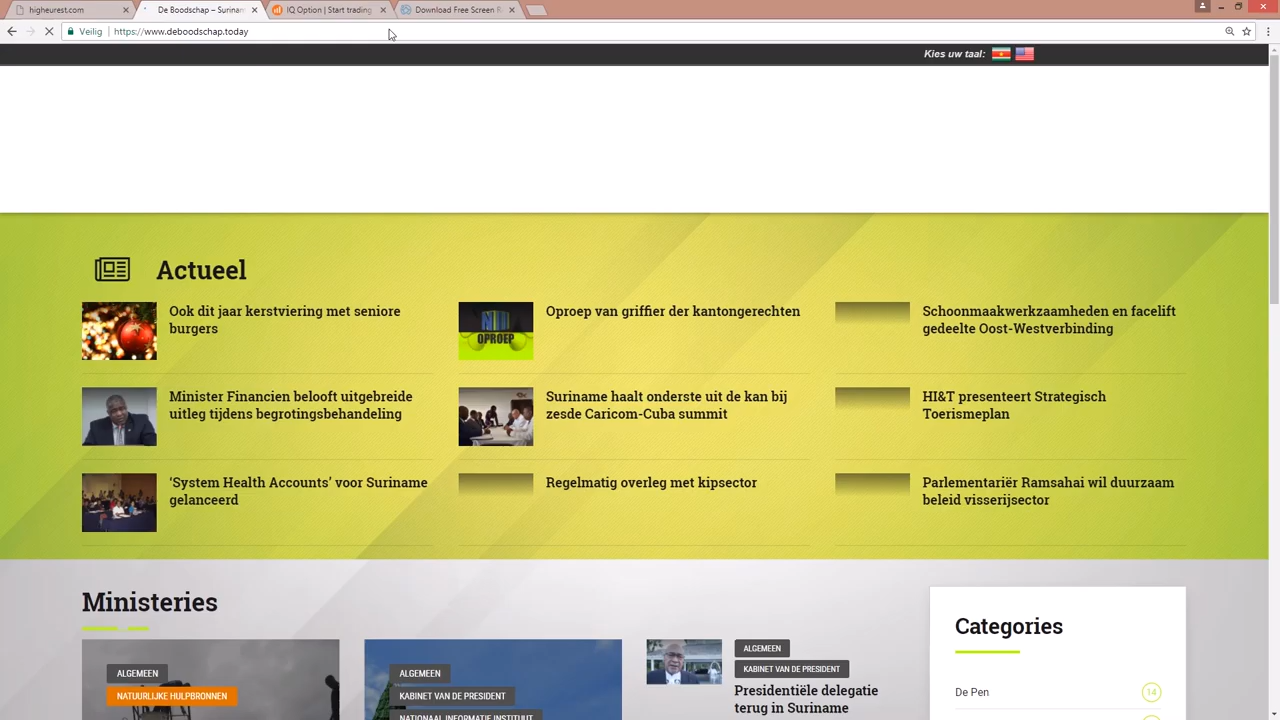 higheurest.com
De Boodschap – Surinam
IQ Option | Start trading
Download Free Screen R
Veilig
https://www.deboodschap.today
Kies uw taal:
Actueel
Ook dit jaar kerstviering met seniore
burgers
Oproep van griffier der kantongerechten
OPROEP
Schoonmaakwerkzaamheden en facelift
gedeelte Oost-Westverbinding
Minister Financien belooft uitgebreide
uitleg tijdens begrotingsbehandeling
Suriname haalt onderste uit de kan bij
zesde Caricom-Cuba summit
HI&T presenteert Strategisch
Toerismeplan
‘System Health Accounts’ voor Suriname
gelanceerd
Regelmatig overleg met kipsector
Parlementariër Ramsahai wil duurzaam
beleid visserijsector
Ministeries
ALGEMEEN
NATUURLIJKE HULPBRONNEN
ALGEMEEN
KABINET VAN DE PRESIDENT
NATIONAAL INFORMATIE INSTITUUT
ALGEMEEN
KABINET VAN DE PRESIDENT
Presidentiële delegatie
terug in Suriname
Categories
De Pen
14